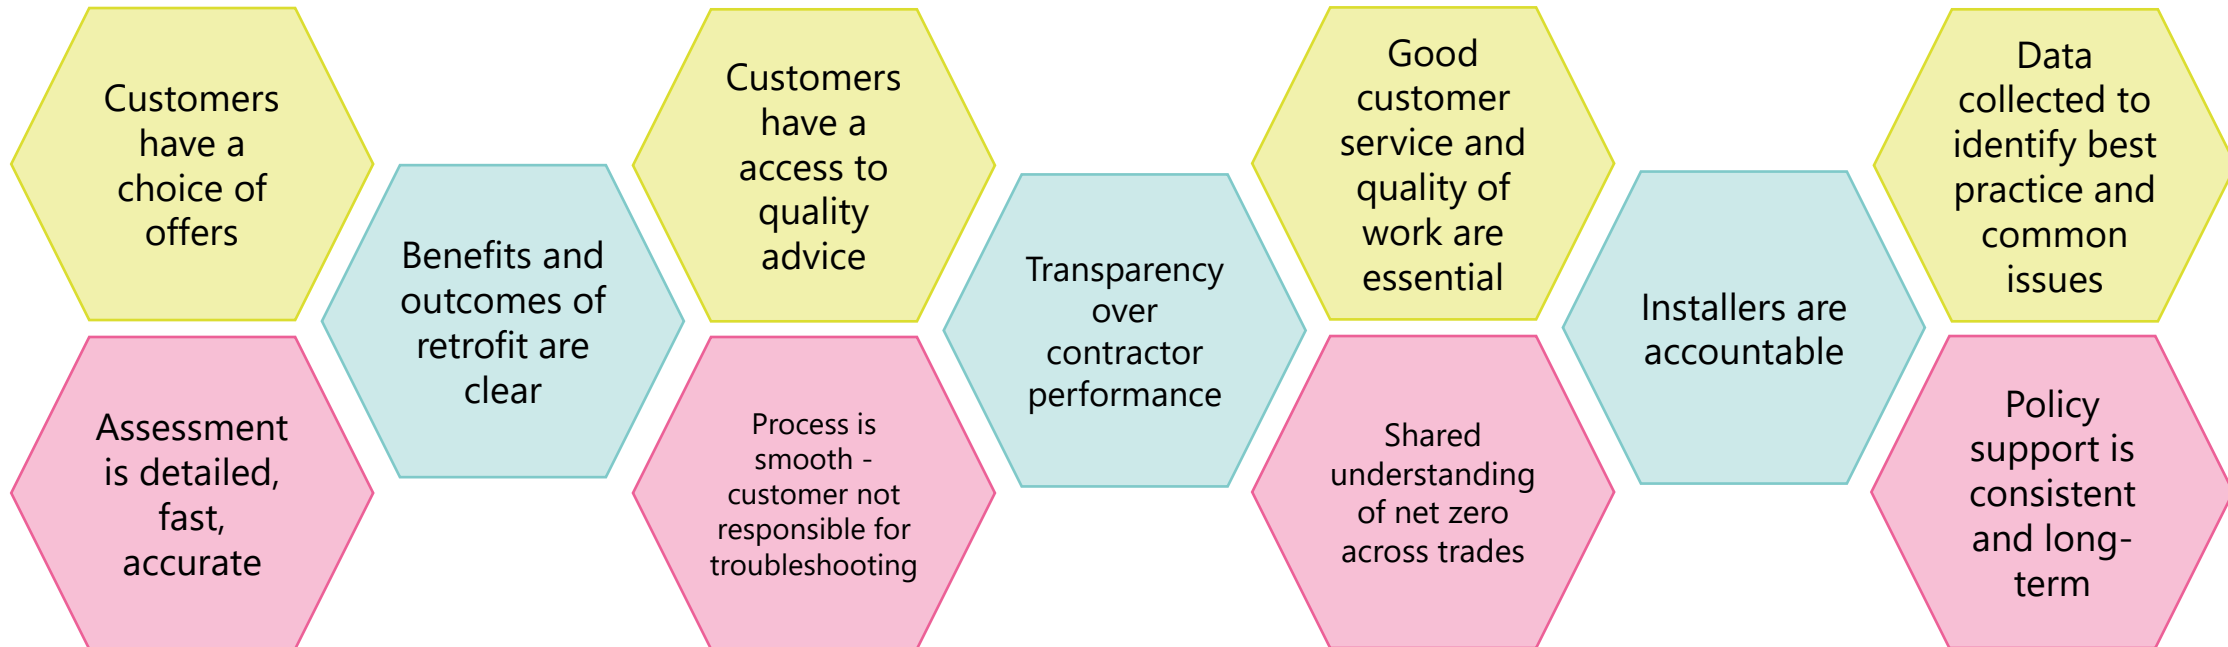 Customers
have a
choice of
offers
Assessment
is detailed,
fast,
accurate
Benefits and
outcomes of
retrofit are
clear
Customers
have a
access to
quality
advice
Process is
smooth -
customer not
responsible for
troubleshooting
Transparency
over
contractor
performance
Good
customer
service and
quality of
work are
essential
Shared
understanding
of net zero
across trades
Installers are
accountable
Data
collected to
identify best
practice and
common
issues
Policy
support is
consistent
and long-
term